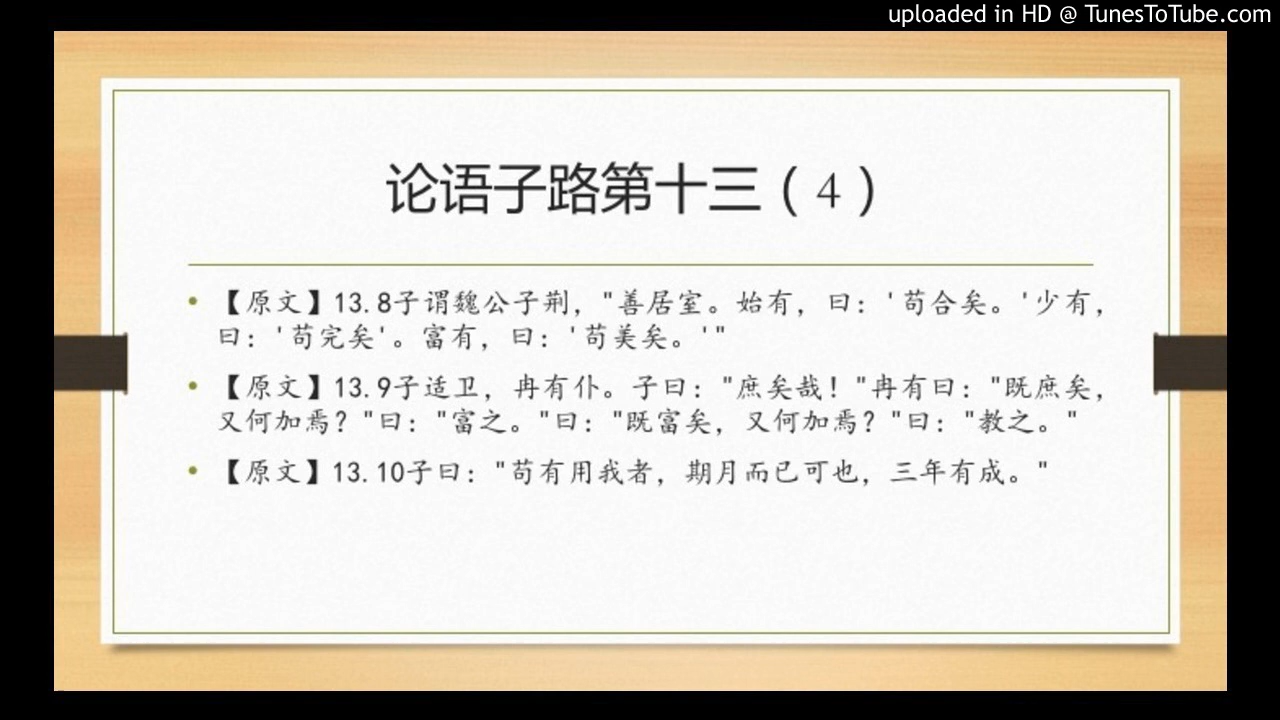 uploaded in HD @ TunesToTube.com
论语子路第十三（4）
【原文】13.8子谓魏公子荆，"善居室。始有，曰：'苟合矣。'少有，
曰：'苟完矣'。富有，曰：'苟美矣。'"
【原文】13.9子适卫，冉有仆。子曰："庶矣哉！"冉有曰："既庶矣，
又何加焉？"曰："富之。"曰："既富矣，又何加焉？"曰："教之。"
【原文】13.10子曰："苟有用我者，期月而已可也，三年有成。"